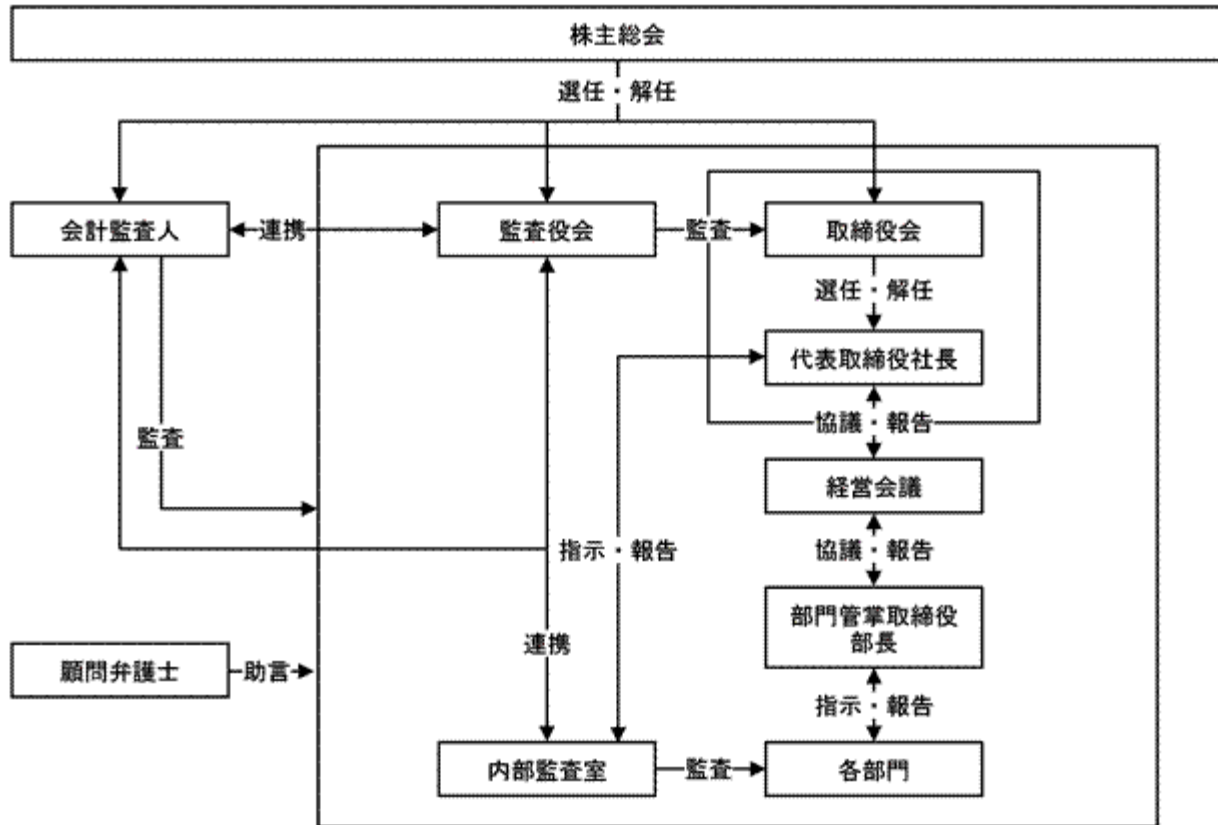 株主総会
選任・解任
会計監査人
連携
監査役会
監査
取締役会
選任・解任
代表取締役社長
協議・報告
監査
経営会議
指示・報告
協議・報告
部門管掌取締役
部長
連携
顧問弁護士
助言
指示・報告
内部監査室
監査
各部門